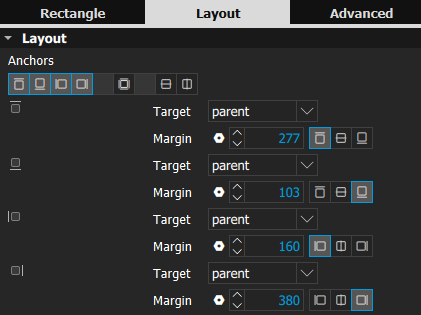 Rectangle Layout Advanced
Layout
Anchors
Target parent
Margin 277
Target parent
Margin 103
Target parent
Margin 160
Target parent
Margin 380